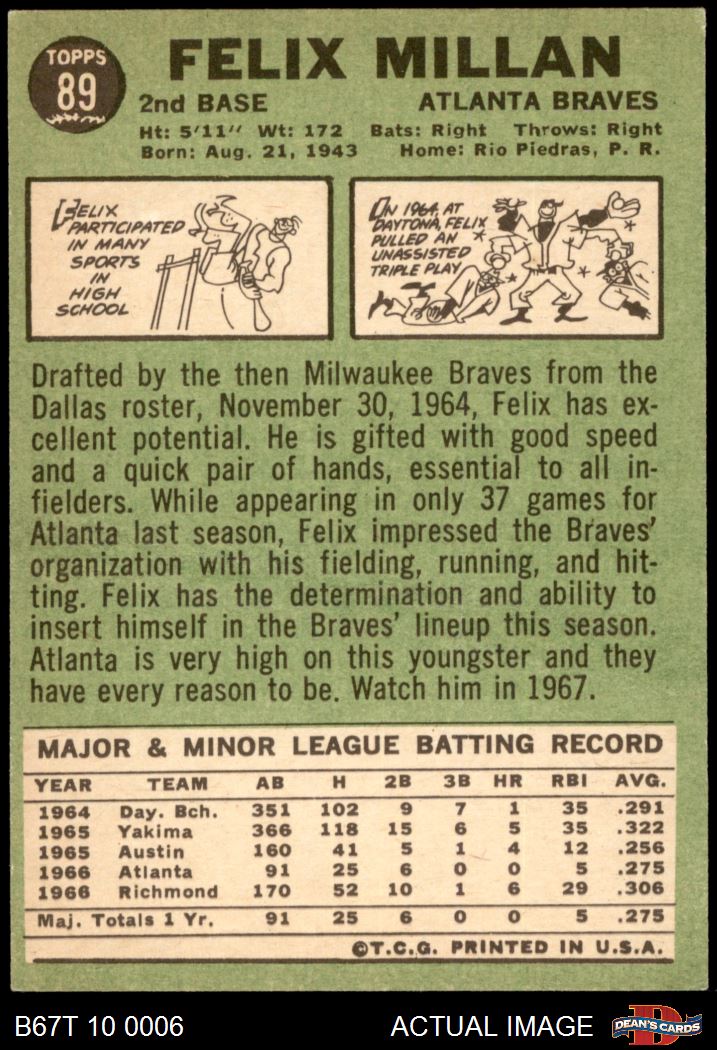 TOPPS
89
FELIX MILLAN
2nd BASE ATLANTA BRAVES
Ht: 5'11" Wt: 172 Bats: Right Throws: Right
Born: Aug. 21, 1943 Home: Rio Piedras, P. R.
FELIX
PARTICIPATED
IN MANY
SPORTS
IN
HIGH
SCHOOL
IN 1964, AT
DAYTONA, FELIX
PULLED AN
UNASSISTED
TRIPLE PLAY
Drafted by the then Milwaukee Braves from the
Dallas roster, November 30, 1964, Felix has ex-
cellent potential. He is gifted with good speed
and a quick pair of hands, essential to all in-
fielders. While appearing in only 37 games for
Atlanta last season, Felix impressed the Braves'
organization with his fielding, running, and hit-
ting. Felix has the determination and ability to
insert himself in the Braves' lineup this season.
Atlanta is very high on this youngster and they
have every reason to be. Watch him in 1967.
MAJOR & MINOR LEAGUE BATTING RECORD
YEAR TEAM AB H 2B 3B HR RBI AVG.
1964 Day. Bch. 351 102 9 7 1 35 .291
1965 Yakima 366 118 15 6 5 35 .322
1965 Austin 160 41 5 1 4 12 .256
1966 Atlanta 91 25 6 0 0 5 .275
1966 Richmond 170 52 10 1 6 29 .306
Maj. Totals 1 Yr. 91 25 6 0 0 5 .275
©T.C.G. PRINTED IN U.S.A.
B67T 10 0006 ACTUAL IMAGE DEAN'S CARDS